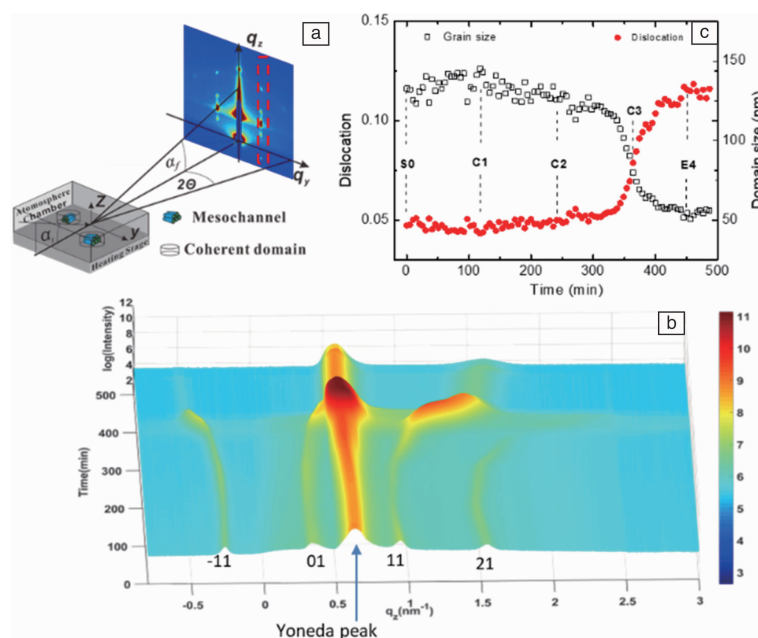 a
q_z
q_y
α_f
2Θ
Atomosphere
Chamber
Z
α_i
y
Heating Stage
Mesochannel
Coherent domain
c
Grain size
Dislocation
0.15
0.10
0.05
Dislocation
150
130
100
50
Domain size (nm)
S0
C1
C2
C3
E4
0
100
200
300
400
500
Time (min)
b
12
10
8
6
4
2
log(Intensity)
500
400
300
200
100
0
Time(min)
-11
01
11
21
-0.5
0
0.5
1
1.5
2
2.5
3
q_z(nm⁻¹)
Yoneda peak
11
10
9
8
7
6
5
4
3